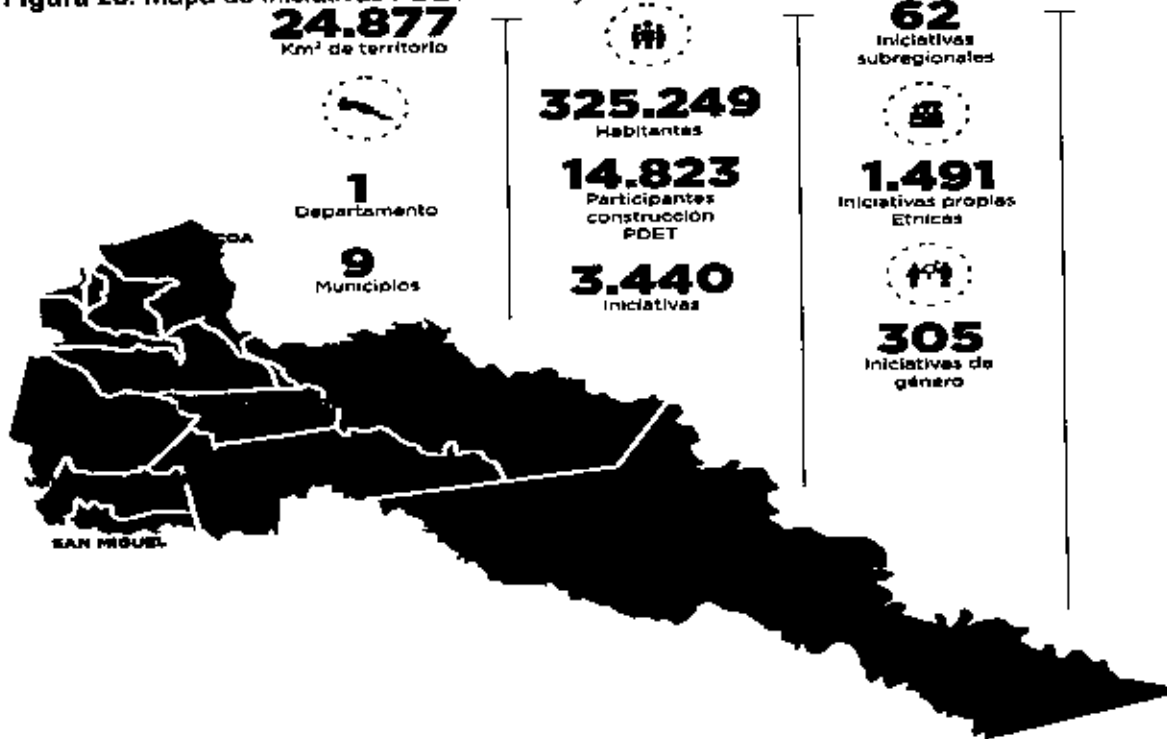 24.877
Km² de territorio
1
Departamento
9
Municipios
325.249
Habitantes
14.823
Participantes
construcción
PDET
3.440
Iniciativas
62
Iniciativas
subregionales
1.491
Iniciativas propias
Étnicas
305
Iniciativas de
género
SAN MIGUEL